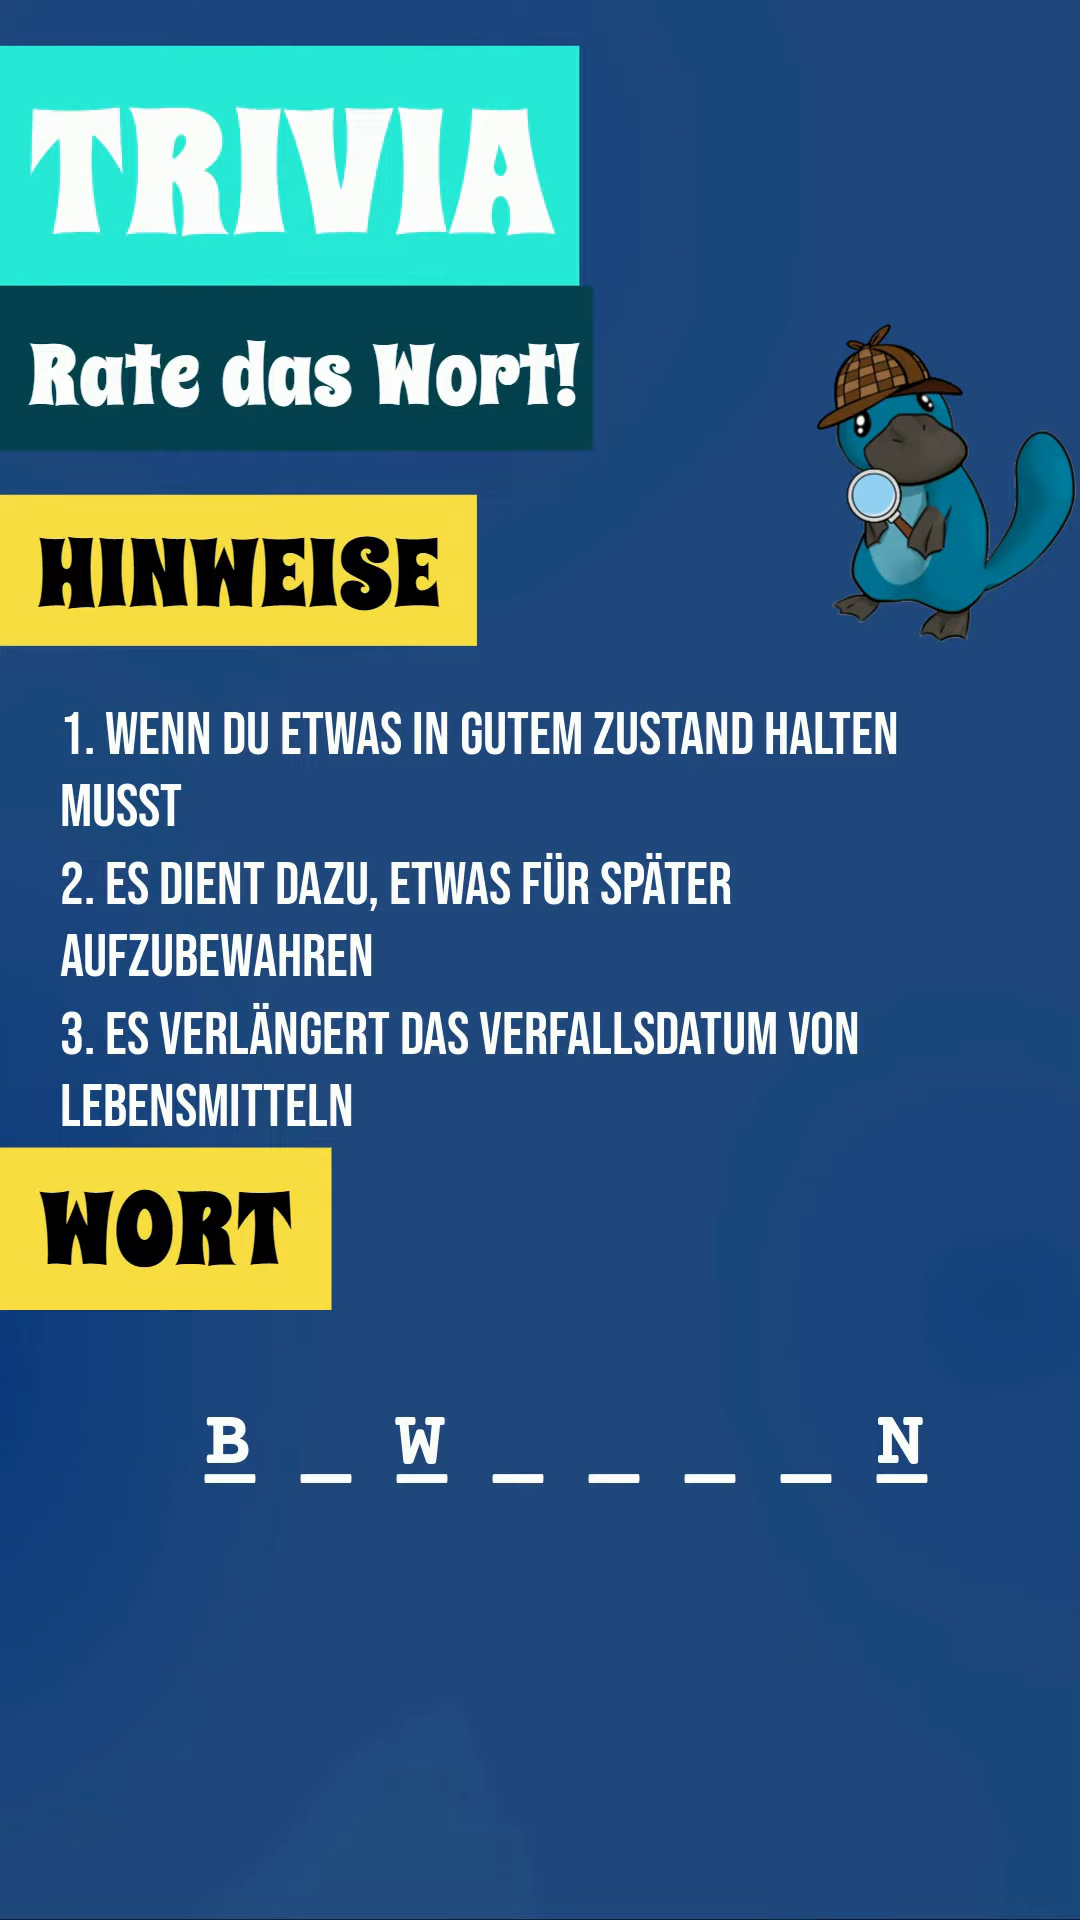 TRIVIA
Rate das Wort!
HINWEISE
1. WENN DU ETWAS IN GUTEM ZUSTAND HALTEN
MUSST
2. ES DIENT DAZU, ETWAS FÜR SPÄTER
AUFZUBEWAHREN
3. ES VERLÄNGERT DAS VERFALLSDATUM VON
LEBENSMITTELN
WORT
B _ W _ _ _ _ N